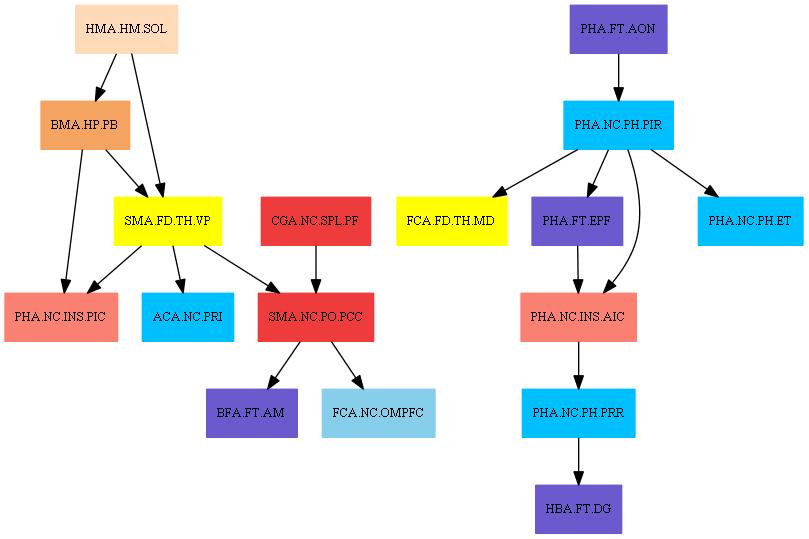 HMA.HM.SOL
PHA.FT.AON
BMA.HP.PB
PHA.NC.PH.PIR
SMA.FD.TH.VP
CGA.NC.SPL.PF
FCA.FD.TH.MD
PHA.FT.EPF
PHA.NC.PH.ET
PHA.NC.INS.PIC
ACA.NC.PRI
SMA.NC.PO.PCC
PHA.NC.INS.AIC
BFA.FT.AM
FCA.NC.OMPFC
PHA.NC.PH.PRR
HBA.FT.DG